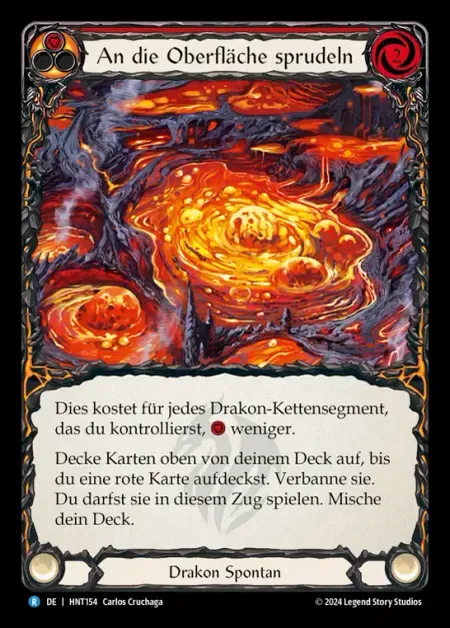 An die Oberfläche sprudeln
2
Dies kostet für jedes Drakon-Kettensegment,
das du kontrollierst, weniger.
Decke Karten oben von deinem Deck auf, bis
du eine rote Karte aufdeckst. Verbanne sie.
Du darfst sie in diesem Zug spielen. Mische
dein Deck.
Drakon Spontan
R DE | HNT154 Carlos Cruchaga © 2024 Legend Story Studios